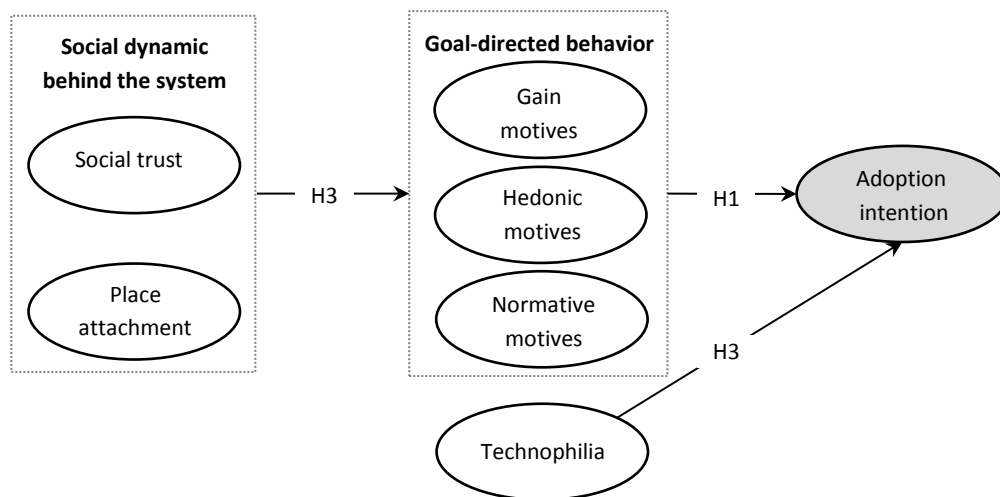 Social dynamic
behind the system
Social trust
Place
attachment
H3
Goal-directed behavior
Gain
motives
Hedonic
motives
Normative
motives
Technophilia
H1
H3
Adoption
intention